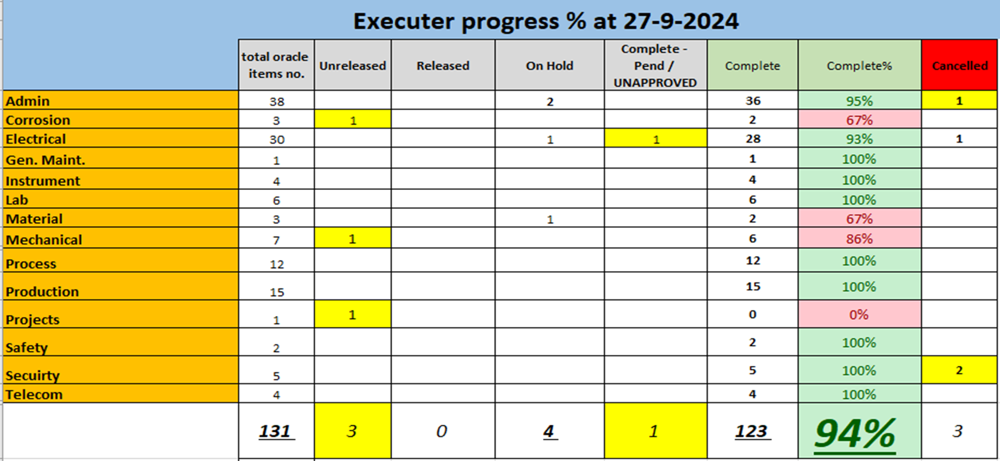 Executer progress % at 27-9-2024
total oracle items no. Unreleased Released On Hold Complete - Pend / UNAPPROVED Complete Complete% Cancelled
Admin 38 2 36 95% 1
Corrosion 3 1 2 67%
Electrical 30 1 1 28 93% 1
Gen. Maint. 1 1 100%
Instrument 4 4 100%
Lab 6 6 100%
Material 3 1 2 67%
Mechanical 7 1 6 86%
Process 12 12 100%
Production 15 15 100%
Projects 1 1 0 0%
Safety 2 2 100%
Secuirty 5 5 100% 2
Telecom 4 4 100%
131 3 0 4 1 123 94% 3